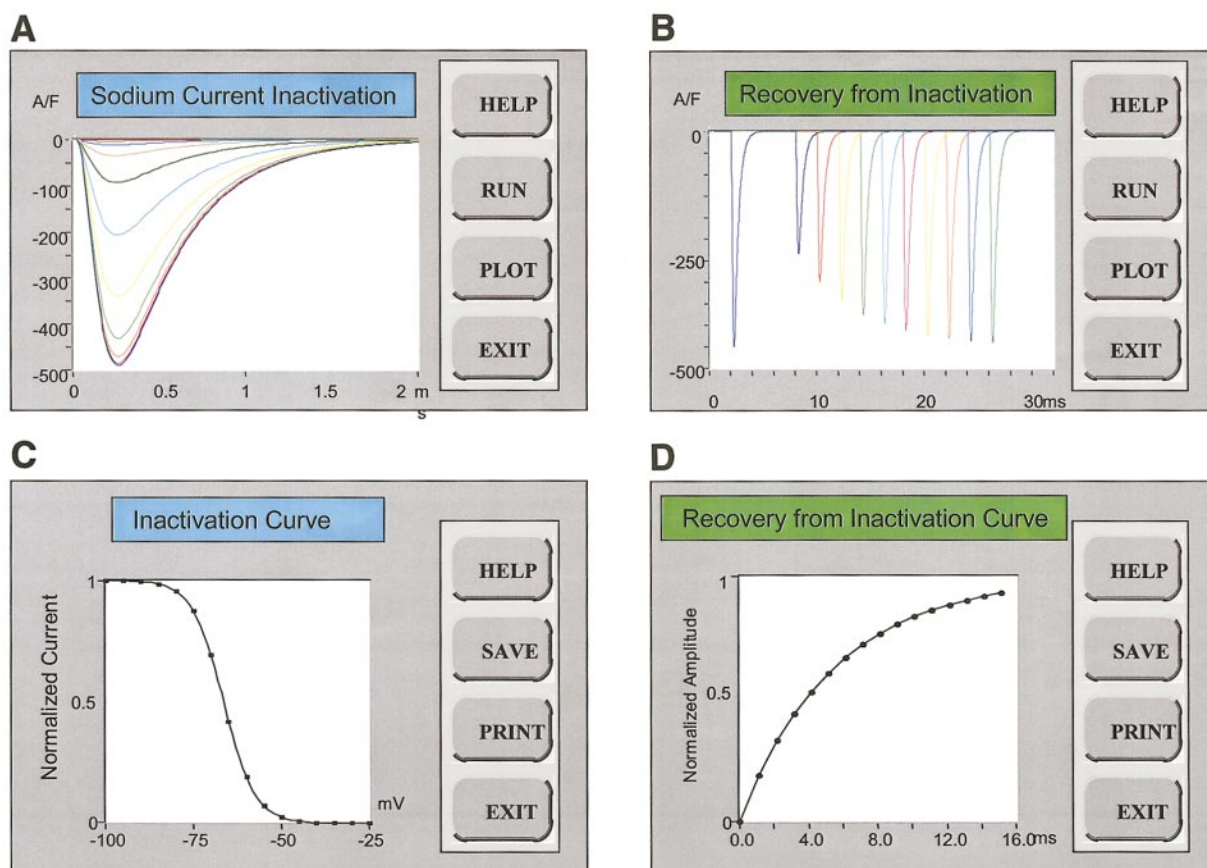 A
A/F
Sodium Current Inactivation
0
-100
-200
-300
-400
-500
0
0.5
1
1.5
2 m
s
HELP
RUN
PLOT
EXIT
B
A/F
Recovery from Inactivation
0
-250
-500
0
10
20
30ms
HELP
RUN
PLOT
EXIT
C
Inactivation Curve
Normalized Current
1
0.5
0
-100
-75
-50
-25
mV
HELP
SAVE
PRINT
EXIT
D
Recovery from Inactivation Curve
Normalized Amplitude
1
0.5
0
0.0
4.0
8.0
12.0
16.0ms
HELP
SAVE
PRINT
EXIT